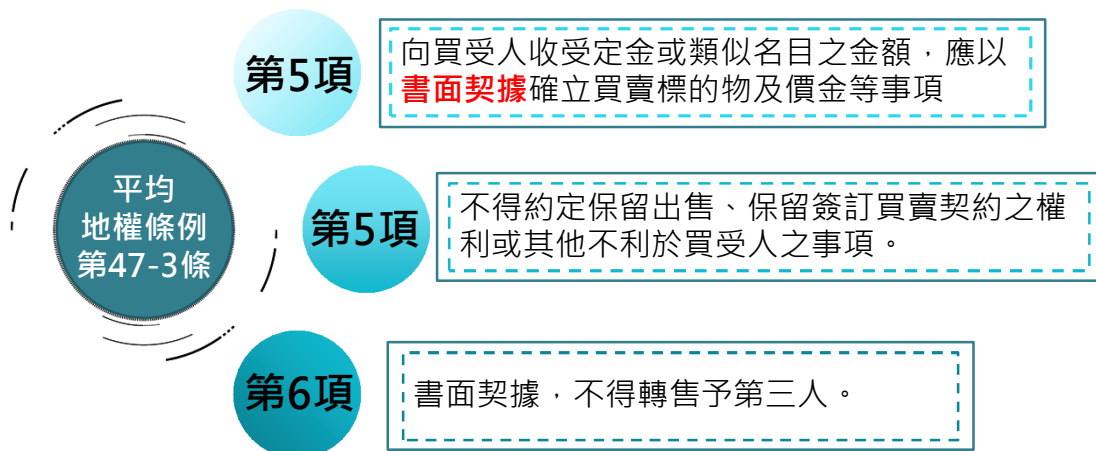 平均
地權條例
第47-3條
第5項
向買受人收受定金或類似名目之金額，應以
書面契據確立買賣標的物及價金等事項
第5項
不得約定保留出售、保留簽訂買賣契約之權
利或其他不利於買受人之事項。
第6項
書面契據，不得轉售予第三人。